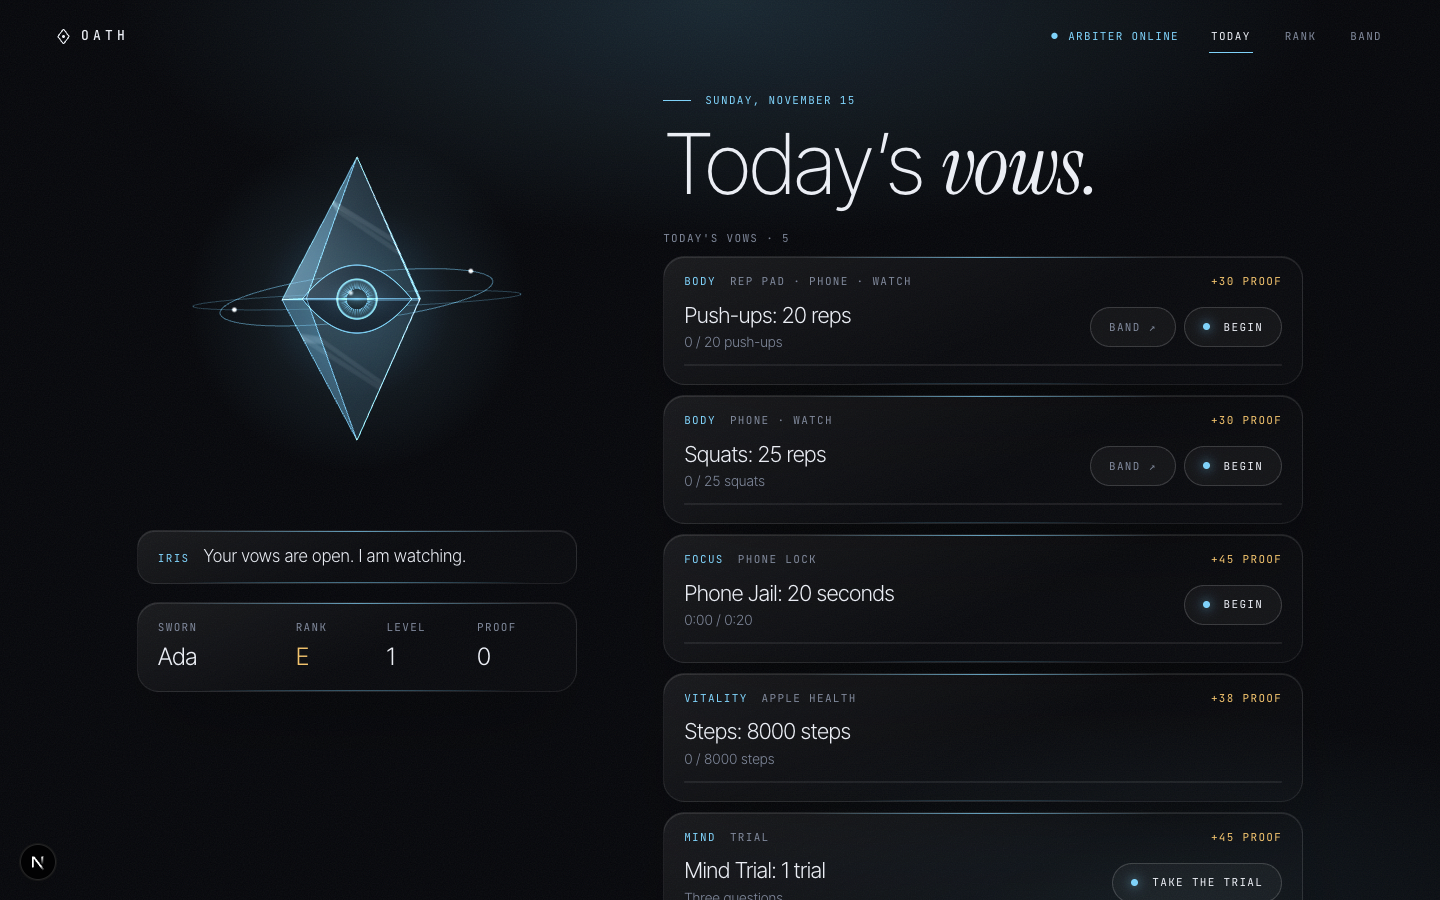 OATH
ARBITER ONLINE TODAY RANK BAND
SUNDAY, NOVEMBER 15
Today's vows.
TODAY'S VOWS · 5
BODY REP PAD · PHONE · WATCH +30 PROOF
Push-ups: 20 reps
0 / 20 push-ups
BAND ↗ BEGIN
BODY PHONE · WATCH +30 PROOF
Squats: 25 reps
0 / 25 squats
BAND ↗ BEGIN
FOCUS PHONE LOCK +45 PROOF
Phone Jail: 20 seconds
0:00 / 0:20
BEGIN
VITALITY APPLE HEALTH +38 PROOF
Steps: 8000 steps
0 / 8000 steps
MIND TRIAL +45 PROOF
Mind Trial: 1 trial
Three questions
TAKE THE TRIAL
IRIS Your vows are open. I am watching.
SWORN RANK LEVEL PROOF
Ada E 1 0
N